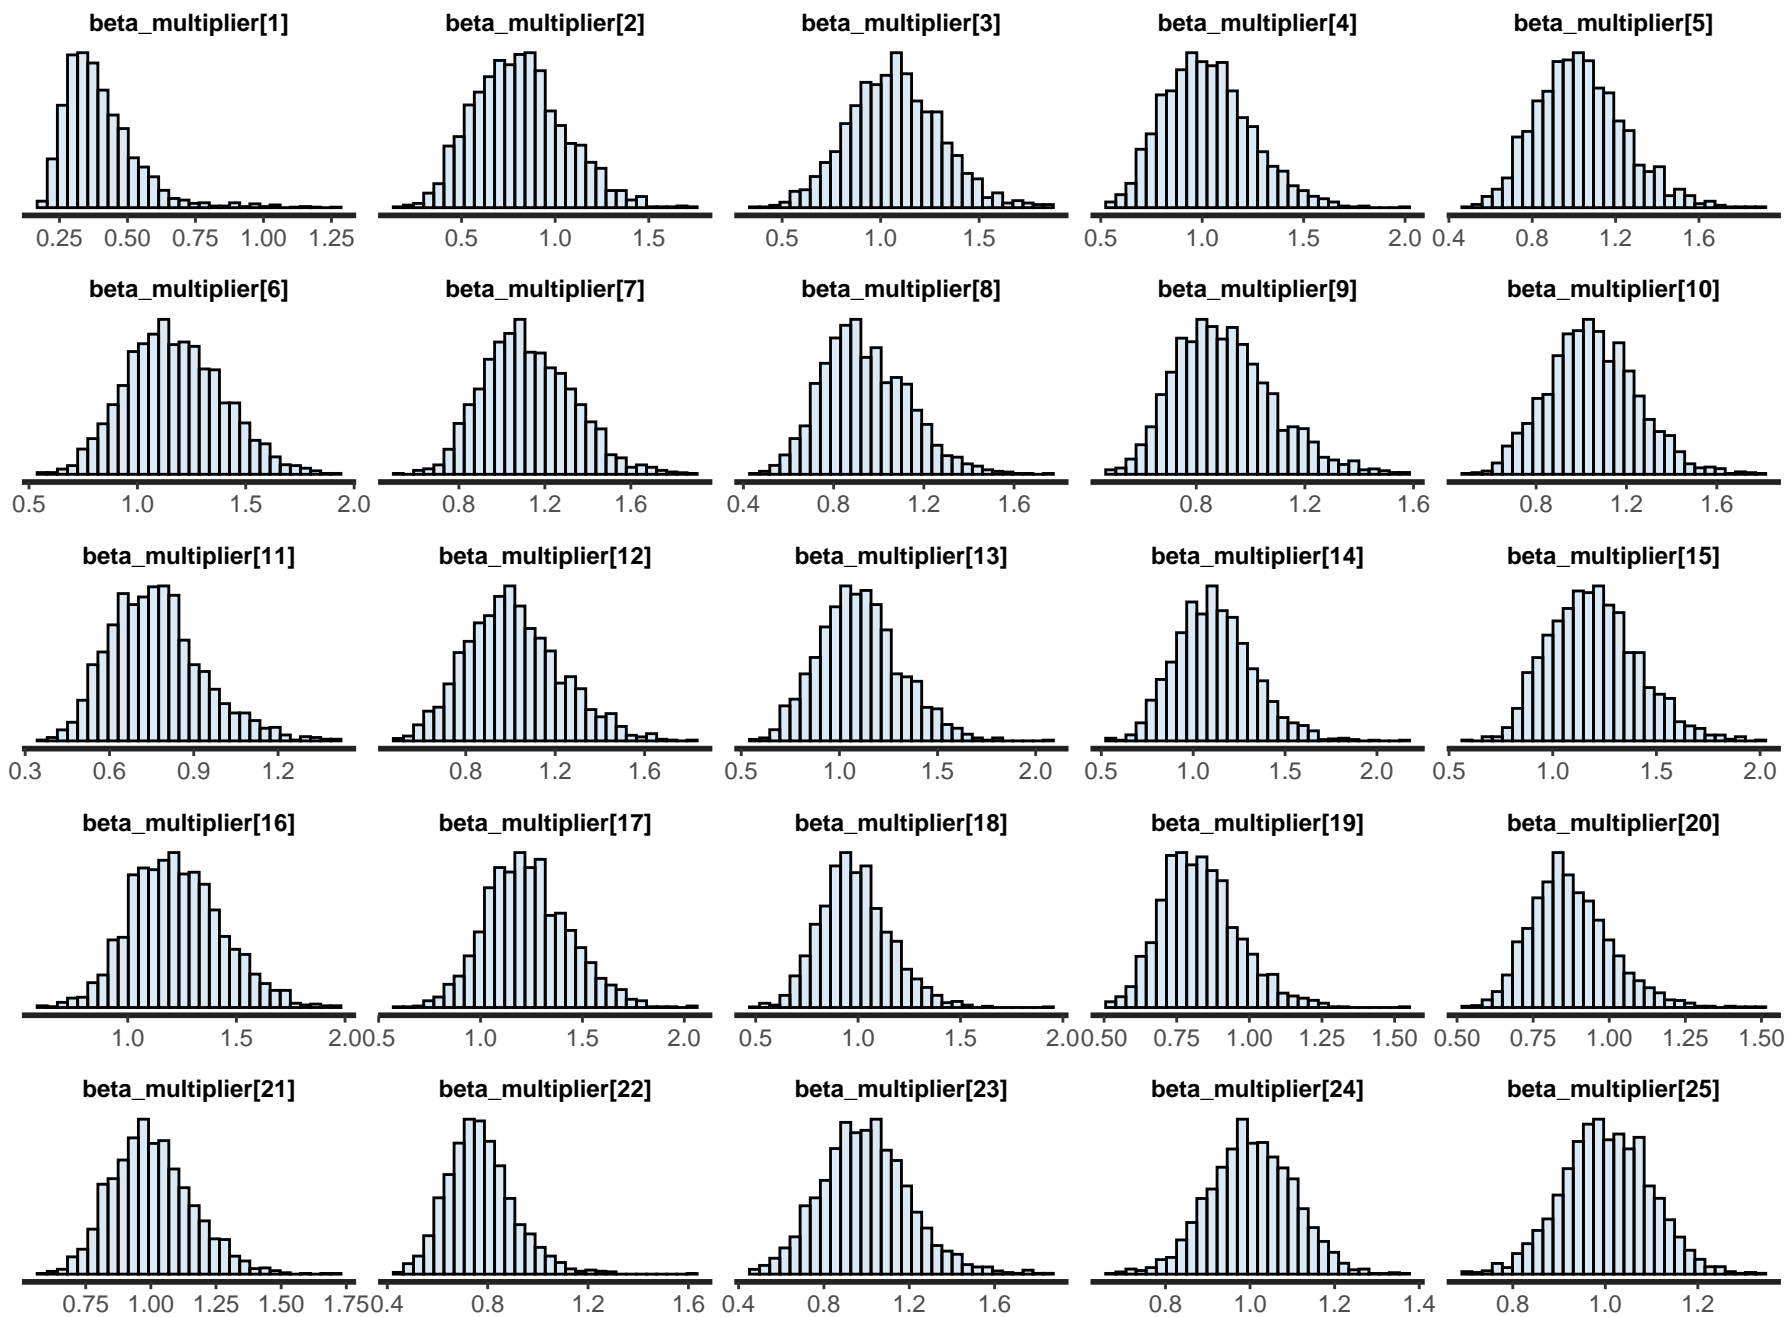 beta_multiplier[1] beta_multiplier[2] beta_multiplier[3] beta_multiplier[4] beta_multiplier[5]
0.25 0.50 0.75 1.00 1.25 0.5 1.0 1.5 0.5 1.0 1.5 0.5 1.0 1.5 2.0 0.4 0.8 1.2 1.6
beta_multiplier[6] beta_multiplier[7] beta_multiplier[8] beta_multiplier[9] beta_multiplier[10]
0.5 1.0 1.5 2.0 0.8 1.2 1.6 0.4 0.8 1.2 1.6 0.8 1.2 1.6 0.8 1.2 1.6
beta_multiplier[11] beta_multiplier[12] beta_multiplier[13] beta_multiplier[14] beta_multiplier[15]
0.3 0.6 0.9 1.2 0.8 1.2 1.6 0.5 1.0 1.5 2.0 0.5 1.0 1.5 2.0 0.5 1.0 1.5 2.0
beta_multiplier[16] beta_multiplier[17] beta_multiplier[18] beta_multiplier[19] beta_multiplier[20]
1.0 1.5 2.0 0.5 1.0 1.5 2.0 0.5 1.0 1.5 2.0 0.50 0.75 1.00 1.25 1.50 0.50 0.75 1.00 1.25 1.50
beta_multiplier[21] beta_multiplier[22] beta_multiplier[23] beta_multiplier[24] beta_multiplier[25]
0.75 1.00 1.25 1.50 1.75 0.4 0.8 1.2 1.6 0.4 0.8 1.2 1.6 0.8 1.0 1.2 1.4 0.8 1.0 1.2